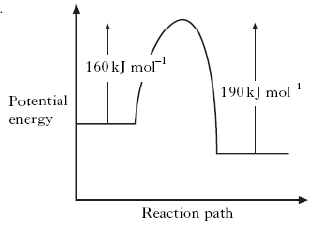 160 kJ mol⁻¹
190 kJ mol⁻¹
Potential
energy
Reaction path